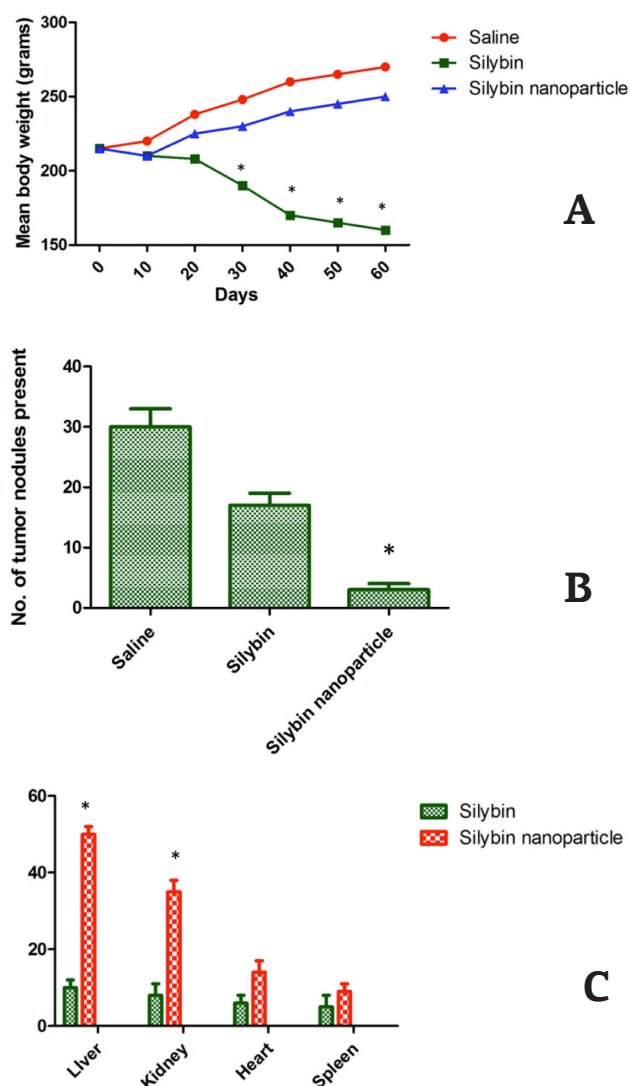 Mean body weight (grams)
300
250
200
150
0
10
20
30
40
50
60
Days
*
*
*
*
Saline
Silybin
Silybin nanoparticle
A
No. of tumor nodules present
40
30
20
10
0
*
Saline
Silybin
Silybin nanoparticle
B
60
40
20
0
*
*
LIver
Kidney
Heart
Spleen
Silybin
Silybin nanoparticle
C